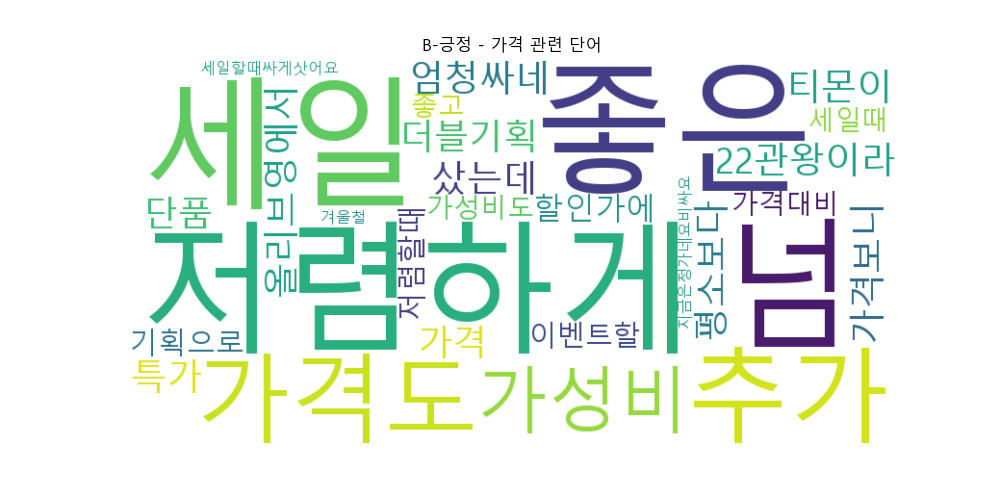 B-긍정 - 가격 관련 단어
세일할때싸게샀어요
엄청싸네
좋은
티몬이
세일
좋고
세일때
올리브영에서
더블기획
22관왕이라
샀는데
단품
겨울철
가성비도
할인가에
가격대비
저렴하게
저렴할때
지금은정가네요비싸요
평소보다
넘
가격보니
기획으로
가격
이벤트할
특가
가격도
가성비
추가